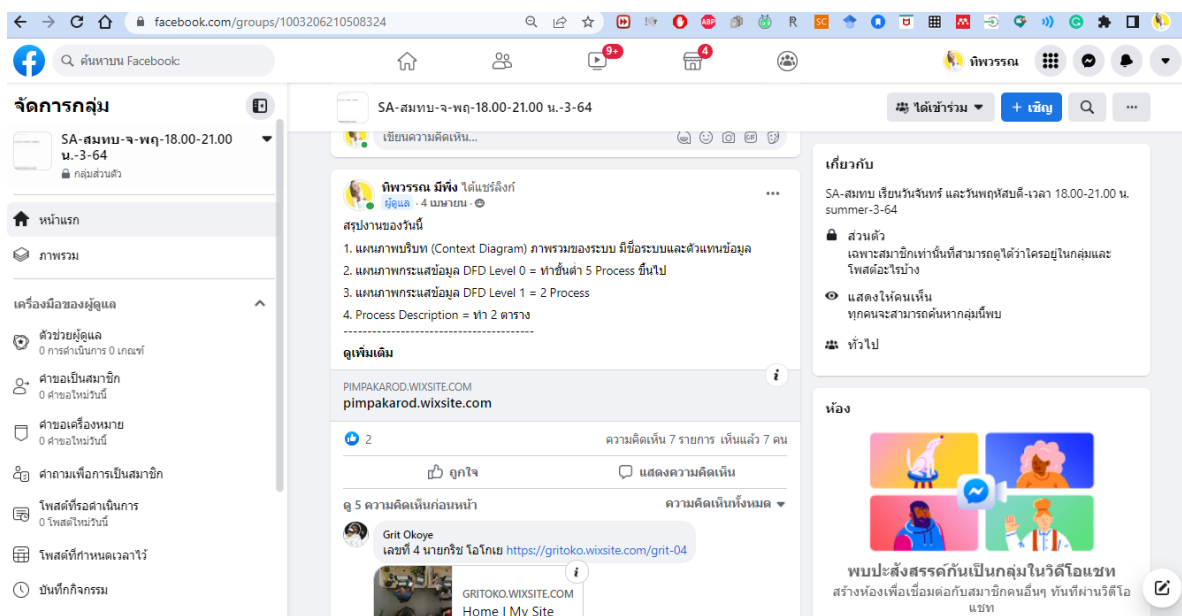 facebook.com/groups/1003206210508324
ค้นหาบน Facebook
9+
4
ทิพวรรณ
จัดการกลุ่ม
SA-สมทบ-จ-พฤ-18.00-21.00
น.-3-64
กลุ่มส่วนตัว
หน้าแรก
ภาพรวม
เครื่องมือของผู้ดูแล
ตัวช่วยผู้ดูแล
0 การดำเนินการ 0 เกณฑ์
คำขอเป็นสมาชิก
0 คำขอใหม่วันนี้
คำขอเครื่องหมาย
0 คำขอใหม่วันนี้
คำถามเพื่อการเป็นสมาชิก
โพสต์ที่รอดำเนินการ
0 โพสต์ใหม่วันนี้
โพสต์ที่กำหนดเวลาไว้
บันทึกกิจกรรม
SA-สมทบ-จ-พฤ-18.00-21.00 น.-3-64
ได้เข้าร่วม
+ เชิญ
เขียนความคิดเห็น...
GIF
ทิพวรรณ มีพึ่ง ได้แชร์ลิงก์
ผู้ดูแล · 4 เมษายน ·
สรุปงานของวันนี้
1. แผนภาพบริบท (Context Diagram) ภาพรวมของระบบ มีชื่อระบบและตัวแทนข้อมูล
2. แผนภาพกระแสข้อมูล DFD Level 0 = ทำขั้นต่ำ 5 Process ขึ้นไป
3. แผนภาพกระแสข้อมูล DFD Level 1 = 2 Process
4. Process Description = ทำ 2 ตาราง
----------------------------------------
ดูเพิ่มเติม
PIMPAKAROD.WIXSITE.COM
pimpakarod.wixsite.com
2
ความคิดเห็น 7 รายการ เห็นแล้ว 7 คน
ถูกใจ
แสดงความคิดเห็น
ดู 5 ความคิดเห็นก่อนหน้า
ความคิดเห็นทั้งหมด
Grit Okoye
เลขที่ 4 นายกริช โอโกเย https://gritoko.wixsite.com/grit-04
GRITOKO.WIXSITE.COM
Home | My Site
เกี่ยวกับ
SA-สมทบ เรียนวันจันทร์ และวันพฤหัสบดี-เวลา 18.00-21.00 น.
summer-3-64
ส่วนตัว
เฉพาะสมาชิกเท่านั้นที่สามารถดูได้ว่าใครอยู่ในกลุ่มและ
โพสต์อะไรบ้าง
แสดงให้คนเห็น
ทุกคนจะสามารถค้นหากลุ่มนี้พบ
ทั่วไป
ห้อง
พบปะสังสรรค์กันเป็นกลุ่มในวิดีโอแชท
สร้างห้องเพื่อเชื่อมต่อกับสมาชิกคนอื่นๆ ทันทีผ่านวิดีโอ
แชท